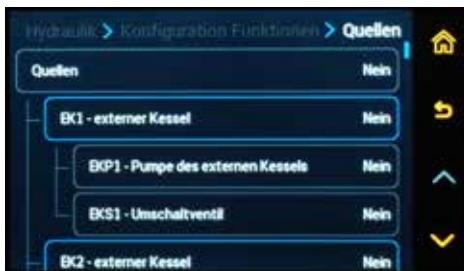 Hydraulik > Konfiguration Funktionen > Quellen
Quellen Nein
EK1 - externer Kessel Nein
EKP1 - Pumpe des externen Kessels Nein
EKS1 - Umschaltventil Nein
EK2 - externer Kessel Nein